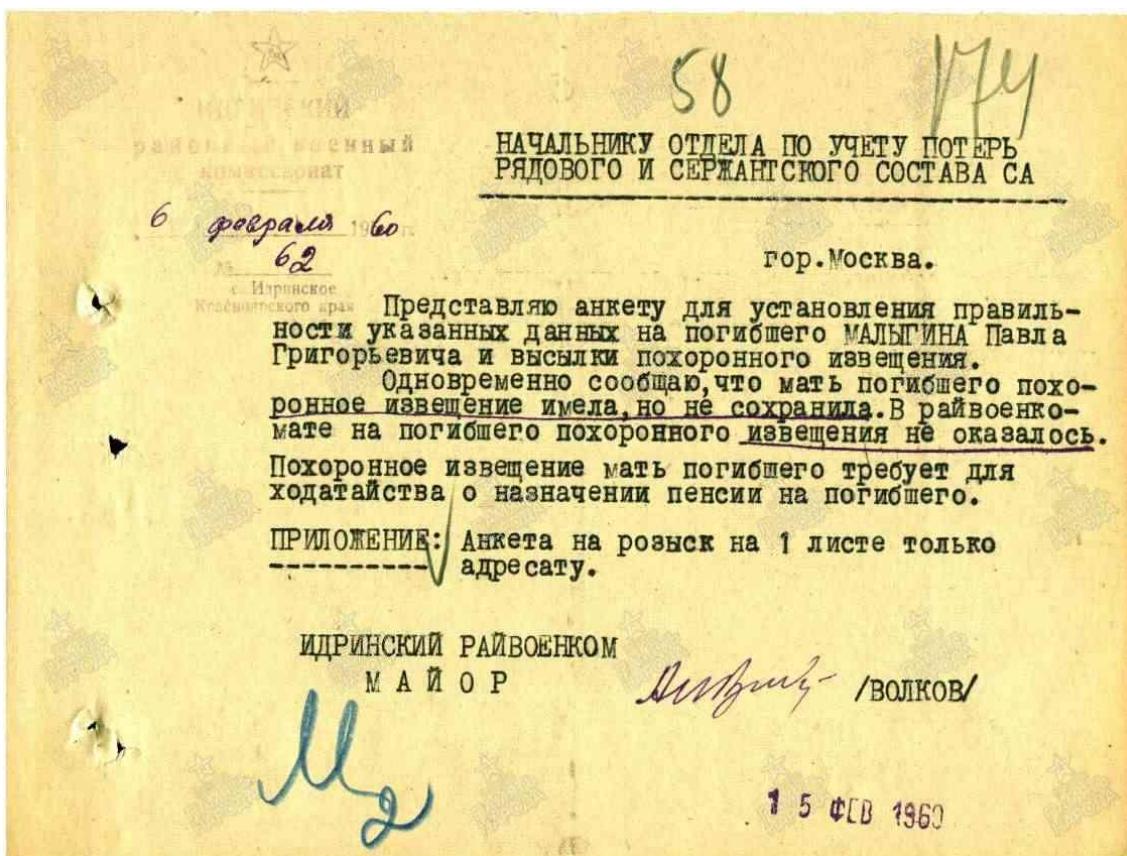 58
174
ИДРИНСКИЙ
районный военный
комиссариат
6 февраля 1960 г.
№ 62
с. Идринское
Красноярского края
НАЧАЛЬНИКУ ОТДЕЛА ПО УЧЕТУ ПОТЕРЬ
РЯДОВОГО И СЕРЖАНТСКОГО СОСТАВА СА
гор.Москва.
Представляю анкету для установления правиль-
ности указанных данных на погибшего МАЛЫГИНА Павла
Григорьевича и высылки похоронного извещения.
Одновременно сообщаю,что мать погибшего похо-
ронное извещение имела,но не сохранила.В райвоенко-
мате на погибшего похоронного извещения не оказалось.
Похоронное извещение мать погибшего требует для
ходатайства о назначении пенсии на погибшего.
ПРИЛОЖЕНИЕ: Анкета на розыск на 1 листе только
адресату.
ИДРИНСКИЙ РАЙВОЕНКОМ
МАЙОР
/ВОЛКОВ/
15 ФЕВ 1960